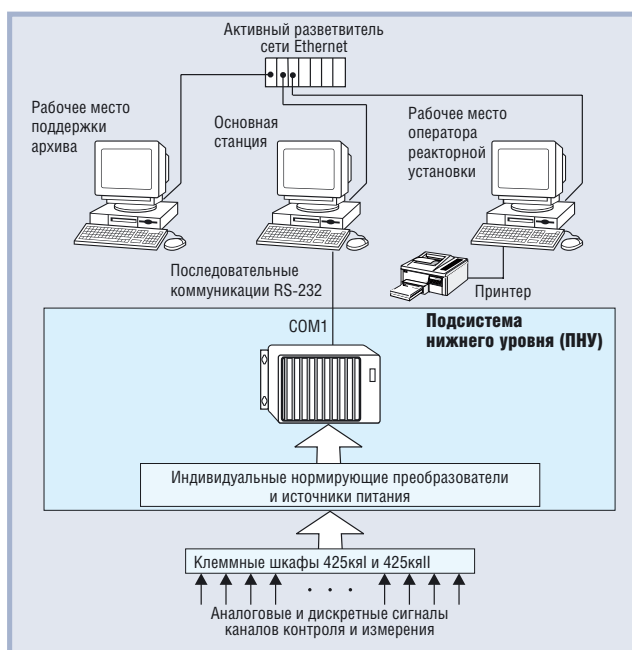 Активный разветвитель
сети Ethernet
Рабочее место
поддержки
архива
Основная
станция
Рабочее место
оператора
реакторной
установки
Последовательные
коммуникации RS-232
Принтер
COM1
Подсистема
нижнего уровня (ПНУ)
Индивидуальные нормирующие преобразователи
и источники питания
Клеммные шкафы 425кяI и 425кяII
. . .
Аналоговые и дискретные сигналы
каналов контроля и измерения